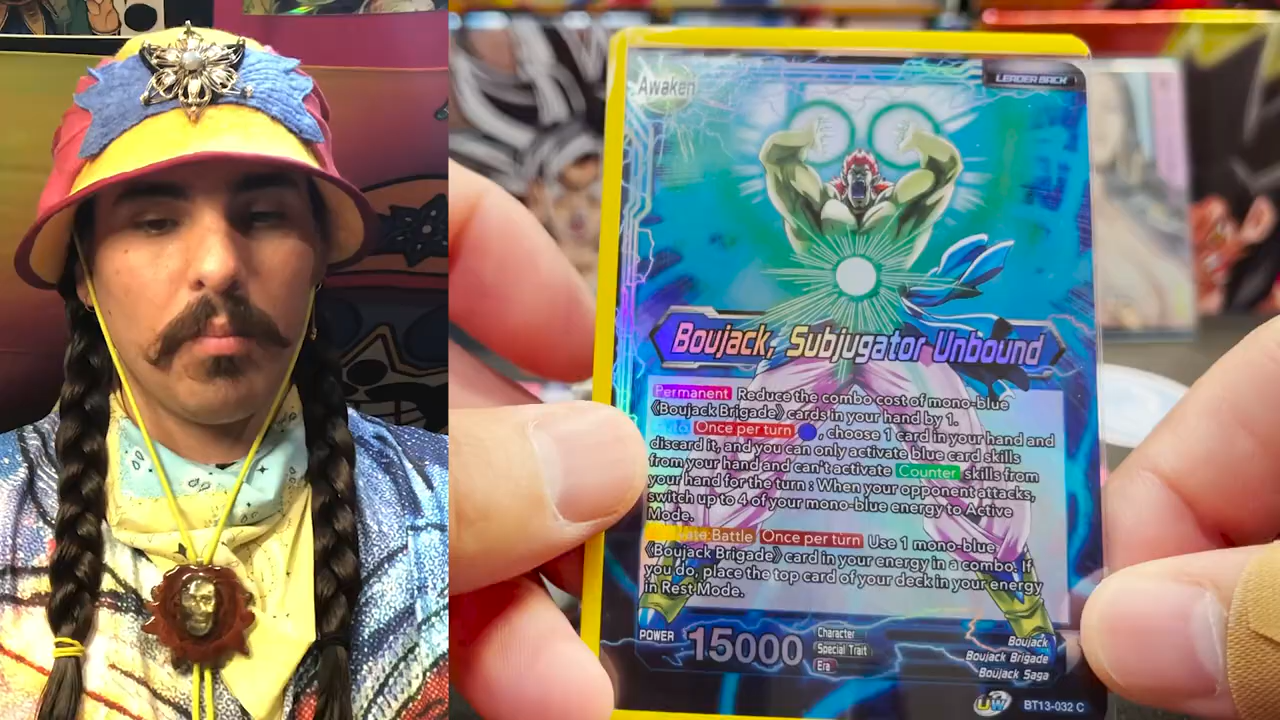 Awaken
LEADER BACK
Boujack, Subjugator Unbound
Permanent Reduce the combo cost of mono-blue
《Boujack Brigade》 cards in your hand by 1.
Once per turn , choose 1 card in your hand and
discard it, and you can only activate blue card skills
from your hand and can't activate Counter skills from
your hand for the turn : When your opponent attacks,
switch up to 4 of your mono-blue energy to Active
Mode.
:Battle Once per turn Use 1 mono-blue
《Boujack Brigade》 card in your energy in a combo. If
you do, place the top card of your deck in your energy
in Rest Mode.
POWER 15000
Character Boujack
Special Trait Boujack Brigade
Era Boujack Saga
UW BT13-032 C